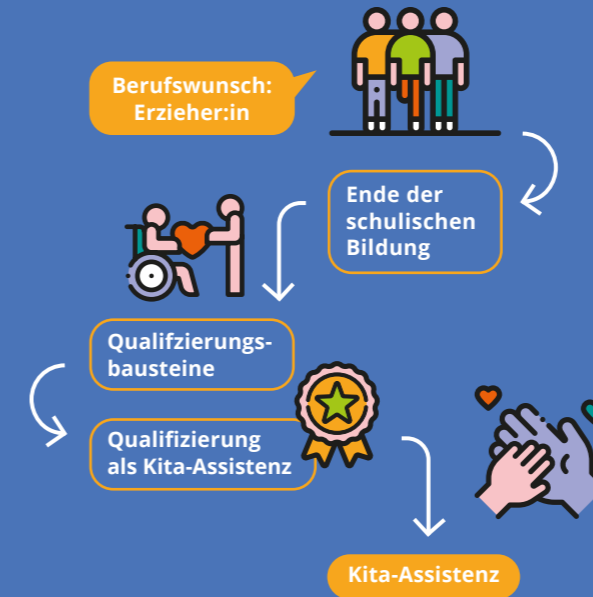 Berufswunsch:
Erzieher:in
Ende der
schulischen
Bildung
Qualifzierungs-
bausteine
Qualifizierung
als Kita-Assistenz
Kita-Assistenz